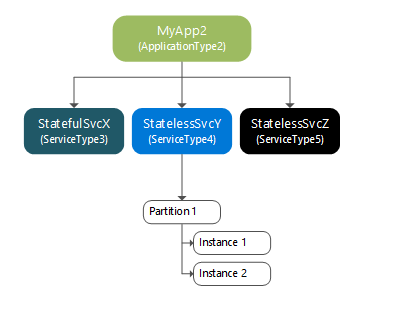 MyApp2
(ApplicationType2)
StatefulSvcX
(ServiceType3)
StatelessSvcY
(ServiceType4)
StatelessSvcZ
(ServiceType5)
Partition 1
Instance 1
Instance 2